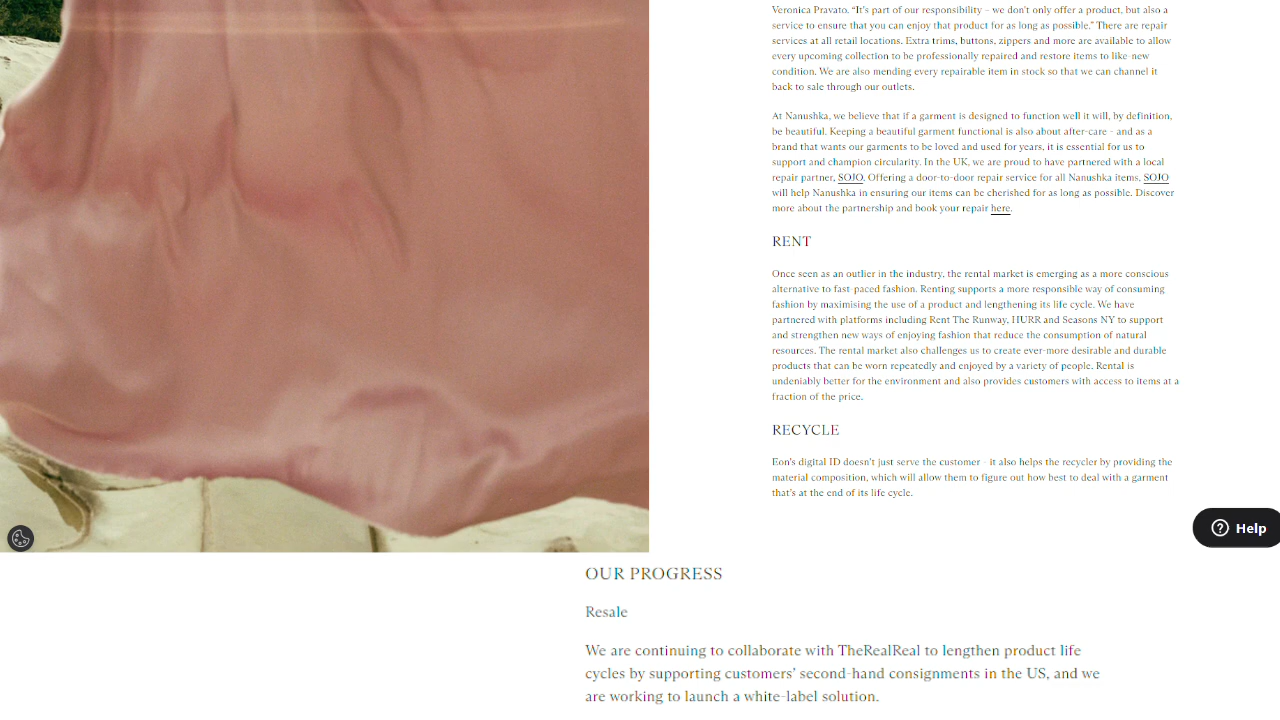 Veronica Pravato. “It’s part of our responsibility – we don’t only offer a product, but also a
service to ensure that you can enjoy that product for as long as possible.” There are repair
services at all retail locations. Extra trims, buttons, zippers and more are available to allow
every upcoming collection to be professionally repaired and restore items to like-new
condition. We are also mending every repairable item in stock so that we can channel it
back to sale through our outlets.
At Nanushka, we believe that if a garment is designed to function well it will, by definition,
be beautiful. Keeping a beautiful garment functional is also about after-care – and as a
brand that wants our garments to be loved and used for years, it is essential for us to
support and champion circularity. In the UK, we are proud to have partnered with a local
repair partner, SOJO. Offering a door-to-door repair service for all Nanushka items, SOJO
will help Nanushka in ensuring our items can be cherished for as long as possible. Discover
more about the partnership and book your repair here.
RENT
Once seen as an outlier in the industry, the rental market is emerging as a more conscious
alternative to fast-paced fashion. Renting supports a more responsible way of consuming
fashion by maximising the use of a product and lengthening its life cycle. We have
partnered with platforms including Rent The Runway, HURR and Seasons NY to support
and strengthen new ways of enjoying fashion that reduce the consumption of natural
resources. The rental market also challenges us to create ever-more desirable and durable
products that can be worn repeatedly and enjoyed by a variety of people. Rental is
undeniably better for the environment and also provides customers with access to items at a
fraction of the price.
RECYCLE
Eon’s digital ID doesn’t just serve the customer – it also helps the recycler by providing the
material composition, which will allow them to figure out how best to deal with a garment
that’s at the end of its life cycle.
Help
OUR PROGRESS
Resale
We are continuing to collaborate with TheRealReal to lengthen product life
cycles by supporting customers’ second-hand consignments in the US, and we
are working to launch a white-label solution.